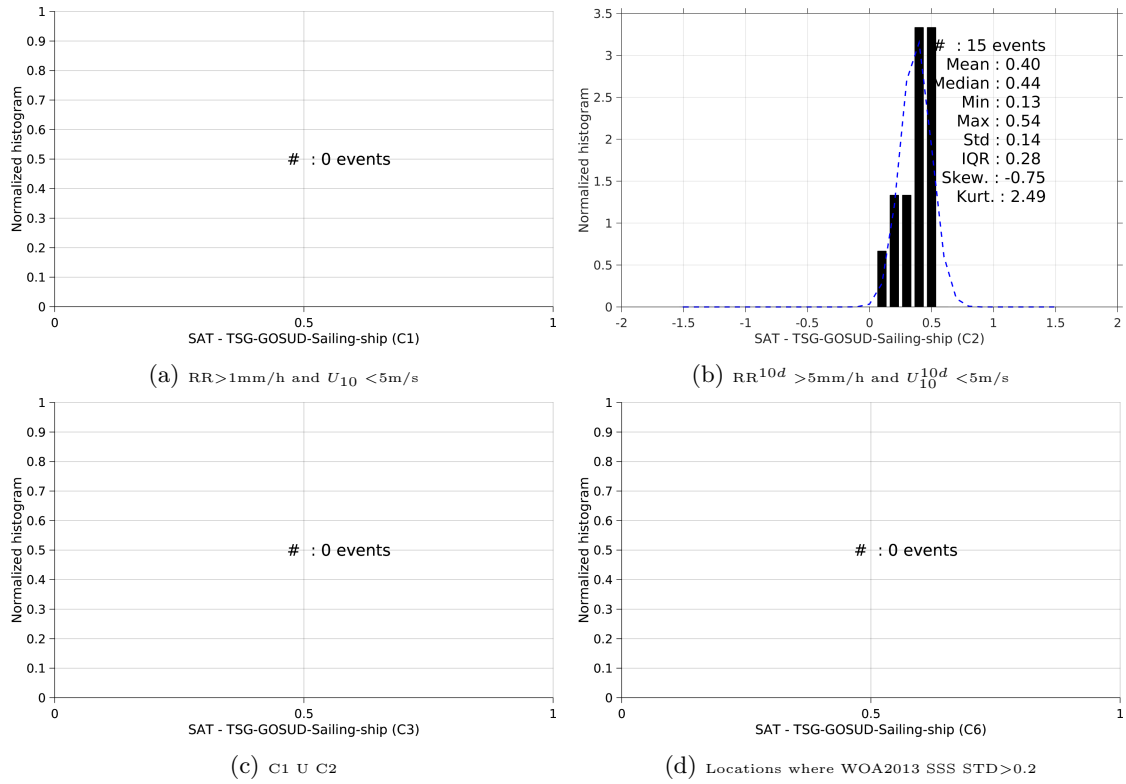 1
0.9
0.8
0.7
0.6
0.5
0.4
0.3
0.2
0.1
0
Normalized histogram
# : 0 events
0 0.5 1
SAT - TSG-GOSUD-Sailing-ship (C1)
(a) RR>1mm/h and U10 <5m/s
3.5
3
2.5
2
1.5
1
0.5
0
Normalized histogram
# : 15 events
Mean : 0.40
Median : 0.44
Min : 0.13
Max : 0.54
Std : 0.14
IQR : 0.28
Skew. : -0.75
Kurt. : 2.49
-2 -1.5 -1 -0.5 0 0.5 1 1.5 2
SAT - TSG-GOSUD-Sailing-ship (C2)
(b) RR10d >5mm/h and U10d10 <5m/s
1
0.9
0.8
0.7
0.6
0.5
0.4
0.3
0.2
0.1
0
Normalized histogram
# : 0 events
0 0.5 1
SAT - TSG-GOSUD-Sailing-ship (C3)
(c) C1 U C2
1
0.9
0.8
0.7
0.6
0.5
0.4
0.3
0.2
0.1
0
Normalized histogram
# : 0 events
0 0.5 1
SAT - TSG-GOSUD-Sailing-ship (C6)
(d) Locations where WOA2013 SSS STD>0.2